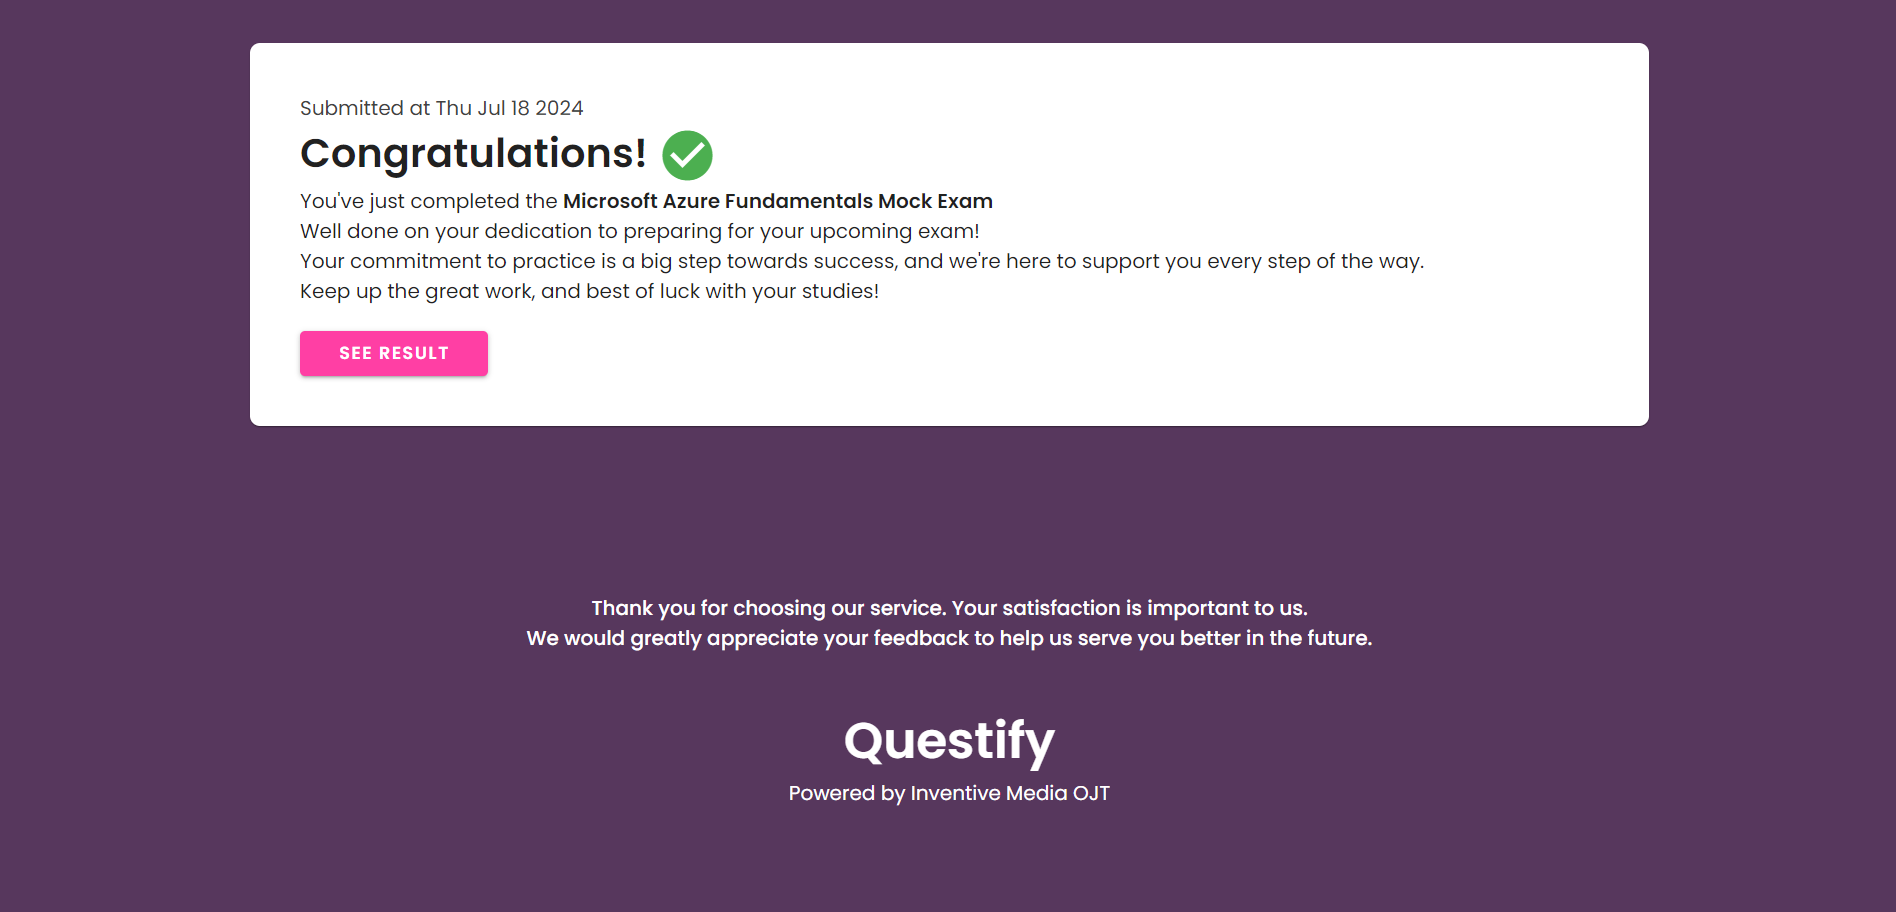 Submitted at Thu Jul 18 2024
Congratulations!
You've just completed the Microsoft Azure Fundamentals Mock Exam
Well done on your dedication to preparing for your upcoming exam!
Your commitment to practice is a big step towards success, and we're here to support you every step of the way.
Keep up the great work, and best of luck with your studies!
SEE RESULT
Thank you for choosing our service. Your satisfaction is important to us.
We would greatly appreciate your feedback to help us serve you better in the future.
Questify
Powered by Inventive Media OJT